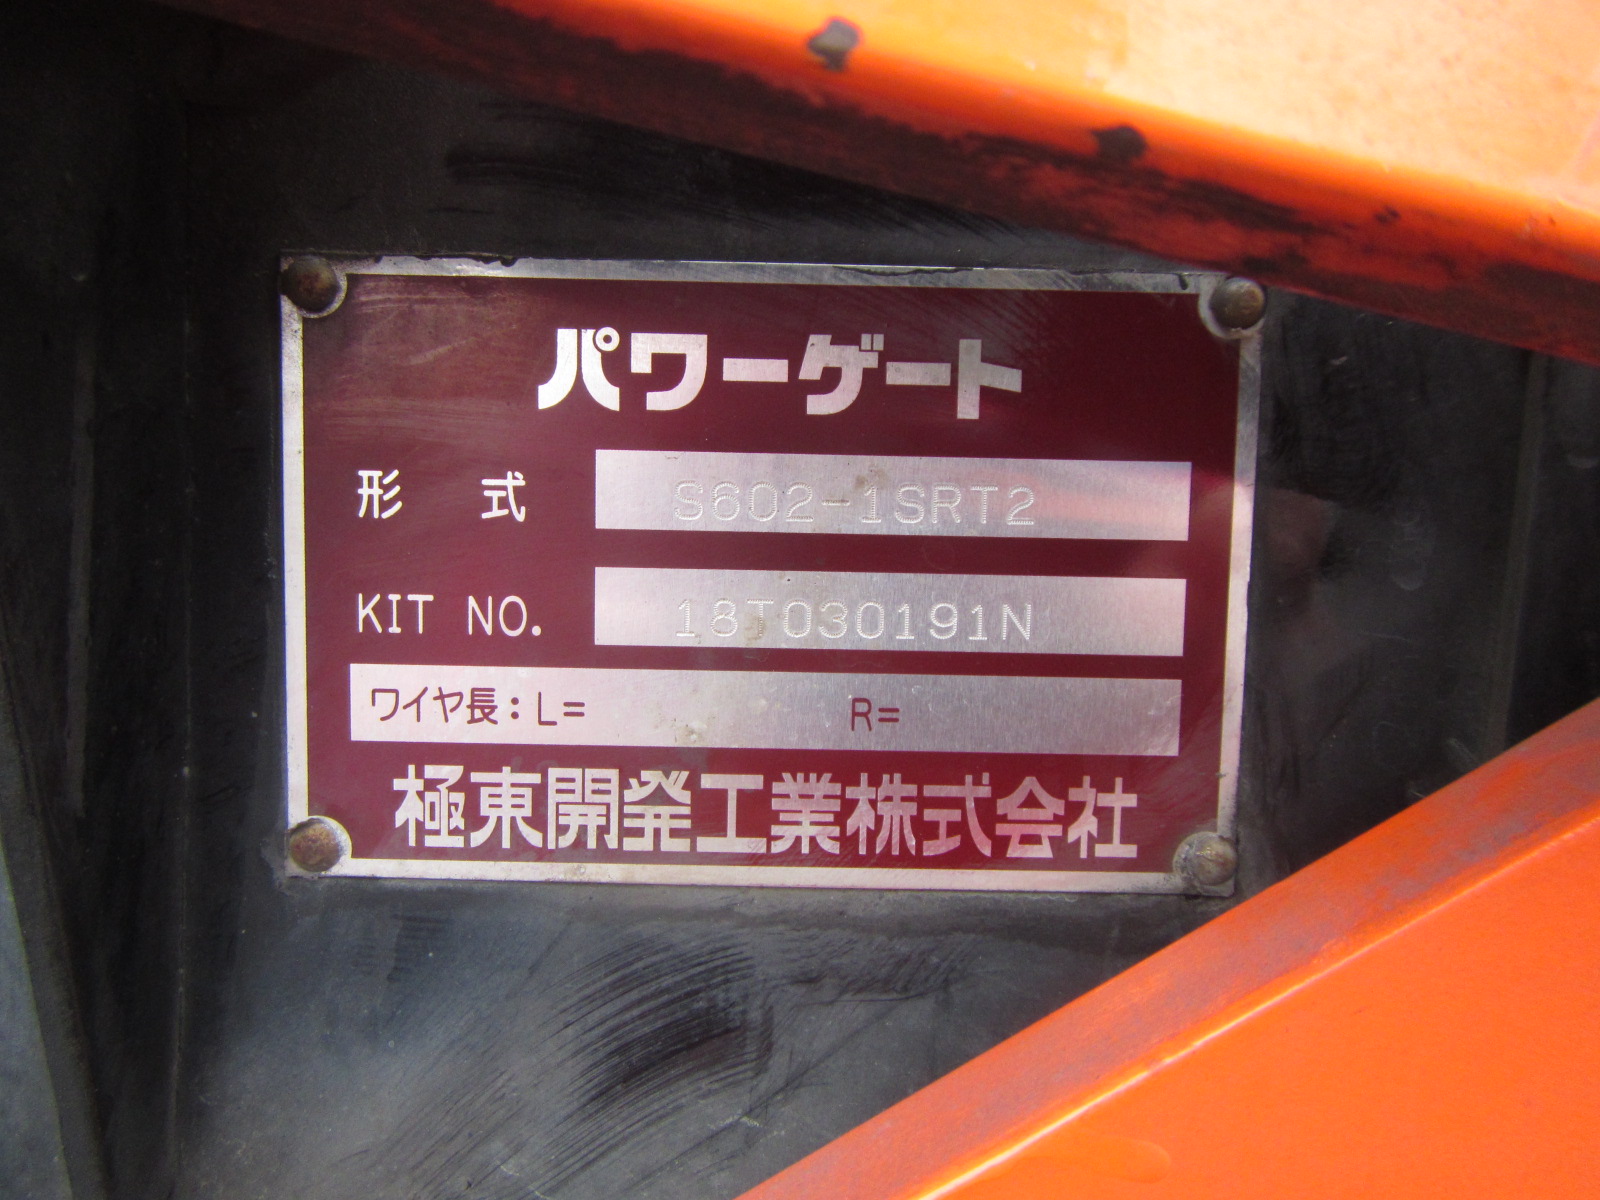 パワーゲート
形 式 S602-1SRT2
KIT NO. 18T030191N
ワイヤ長：L= R=
極東開発工業株式会社